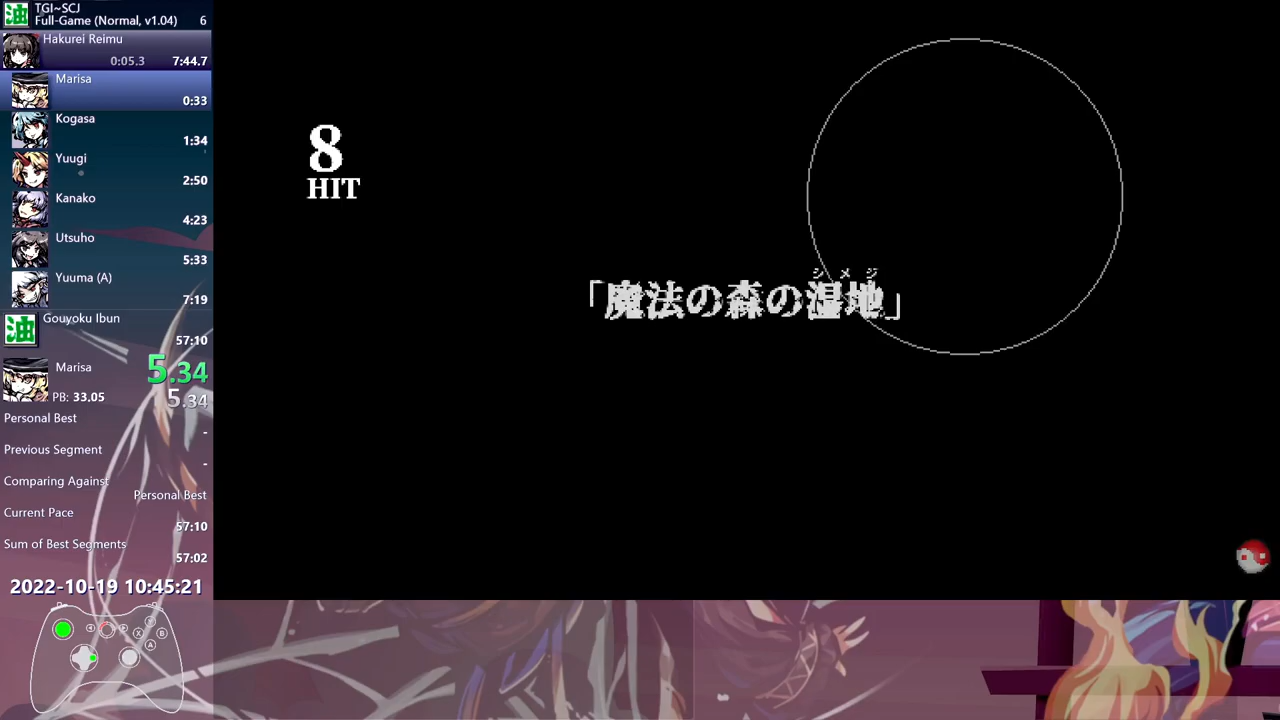 TGI~SCJ
Full-Game (Normal, v1.04) 6
Hakurei Reimu
0:05.3 7:44.7
Marisa
0:33
Kogasa
1:34
Yuugi
2:50
Kanako
4:23
Utsuho
5:33
Yuuma (A)
7:19
Gouyoku Ibun
57:10
Marisa
5.34
PB: 33.05
5.34
Personal Best
-
Previous Segment
-
Comparing Against
Personal Best
Current Pace
57:10
Sum of Best Segments
57:02
2022-10-19 10:45:21
X Y B A
8
HIT
シメジ
「魔法の森の湿地」
油
油